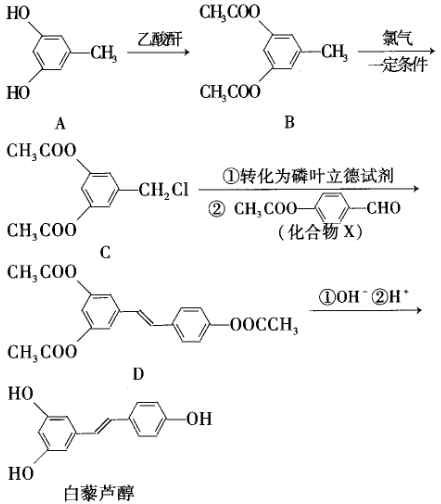 HO CH₃COO
CH₃ 乙酸酐 CH₃ 氯气
一定条件
HO CH₃COO
A B
CH₃COO
CH₂Cl ①转化为磷叶立德试剂
② CH₃COO CHO
CH₃COO (化合物 X)
C
CH₃COO
OOCCH₃ ①OH⁻ ②H⁺
CH₃COO
D
HO
OH
HO
白藜芦醇